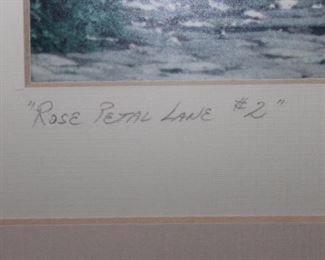 "Rose Petal Lane #2"